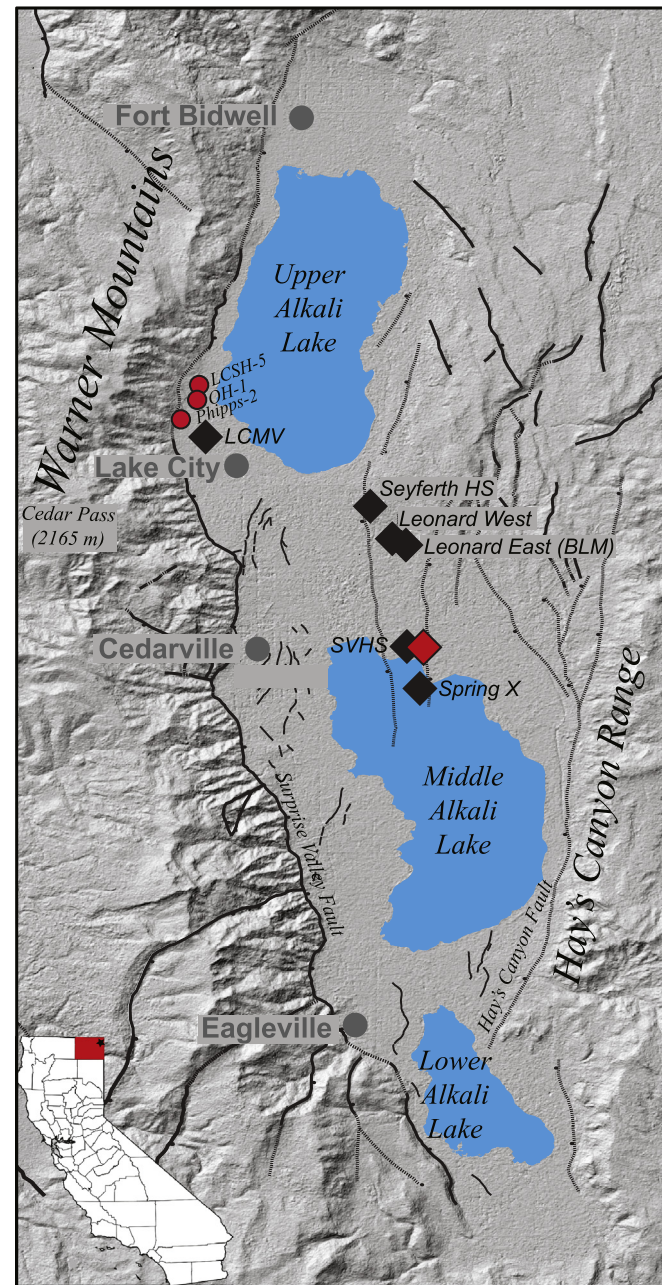 Fort Bidwell
Warner Mountains
Upper
Alkali
Lake
LCSH-5
OH-1
Phipps-2
LCMV
Lake City
Cedar Pass
(2165 m)
Seyferth HS
Leonard West
Leonard East (BLM)
Cedarville
SVHS
Spring X
Middle
Alkali
Lake
Surprise Valley Fault
Hay's Canyon Range
Hay's Canyon Fault
Eagleville
Lower
Alkali
Lake